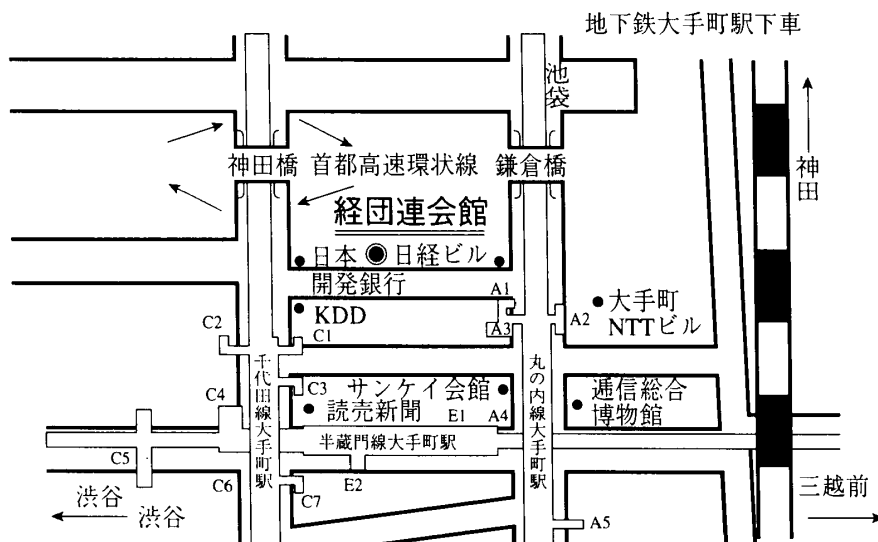 地下鉄大手町駅下車
池袋
神田橋
首都高速環状線
鎌倉橋
神田
経団連会館
日本
開発銀行
日経ビル
A1
KDD
C1
C2
A3
A2
大手町
NTTビル
千代田線大手町駅
丸の内線大手町駅
C3
サンケイ会館
読売新聞
C4
E1
A4
逓信総合
博物館
半蔵門線大手町駅
C5
C6
C7
E2
A5
渋谷
渋谷
三越前